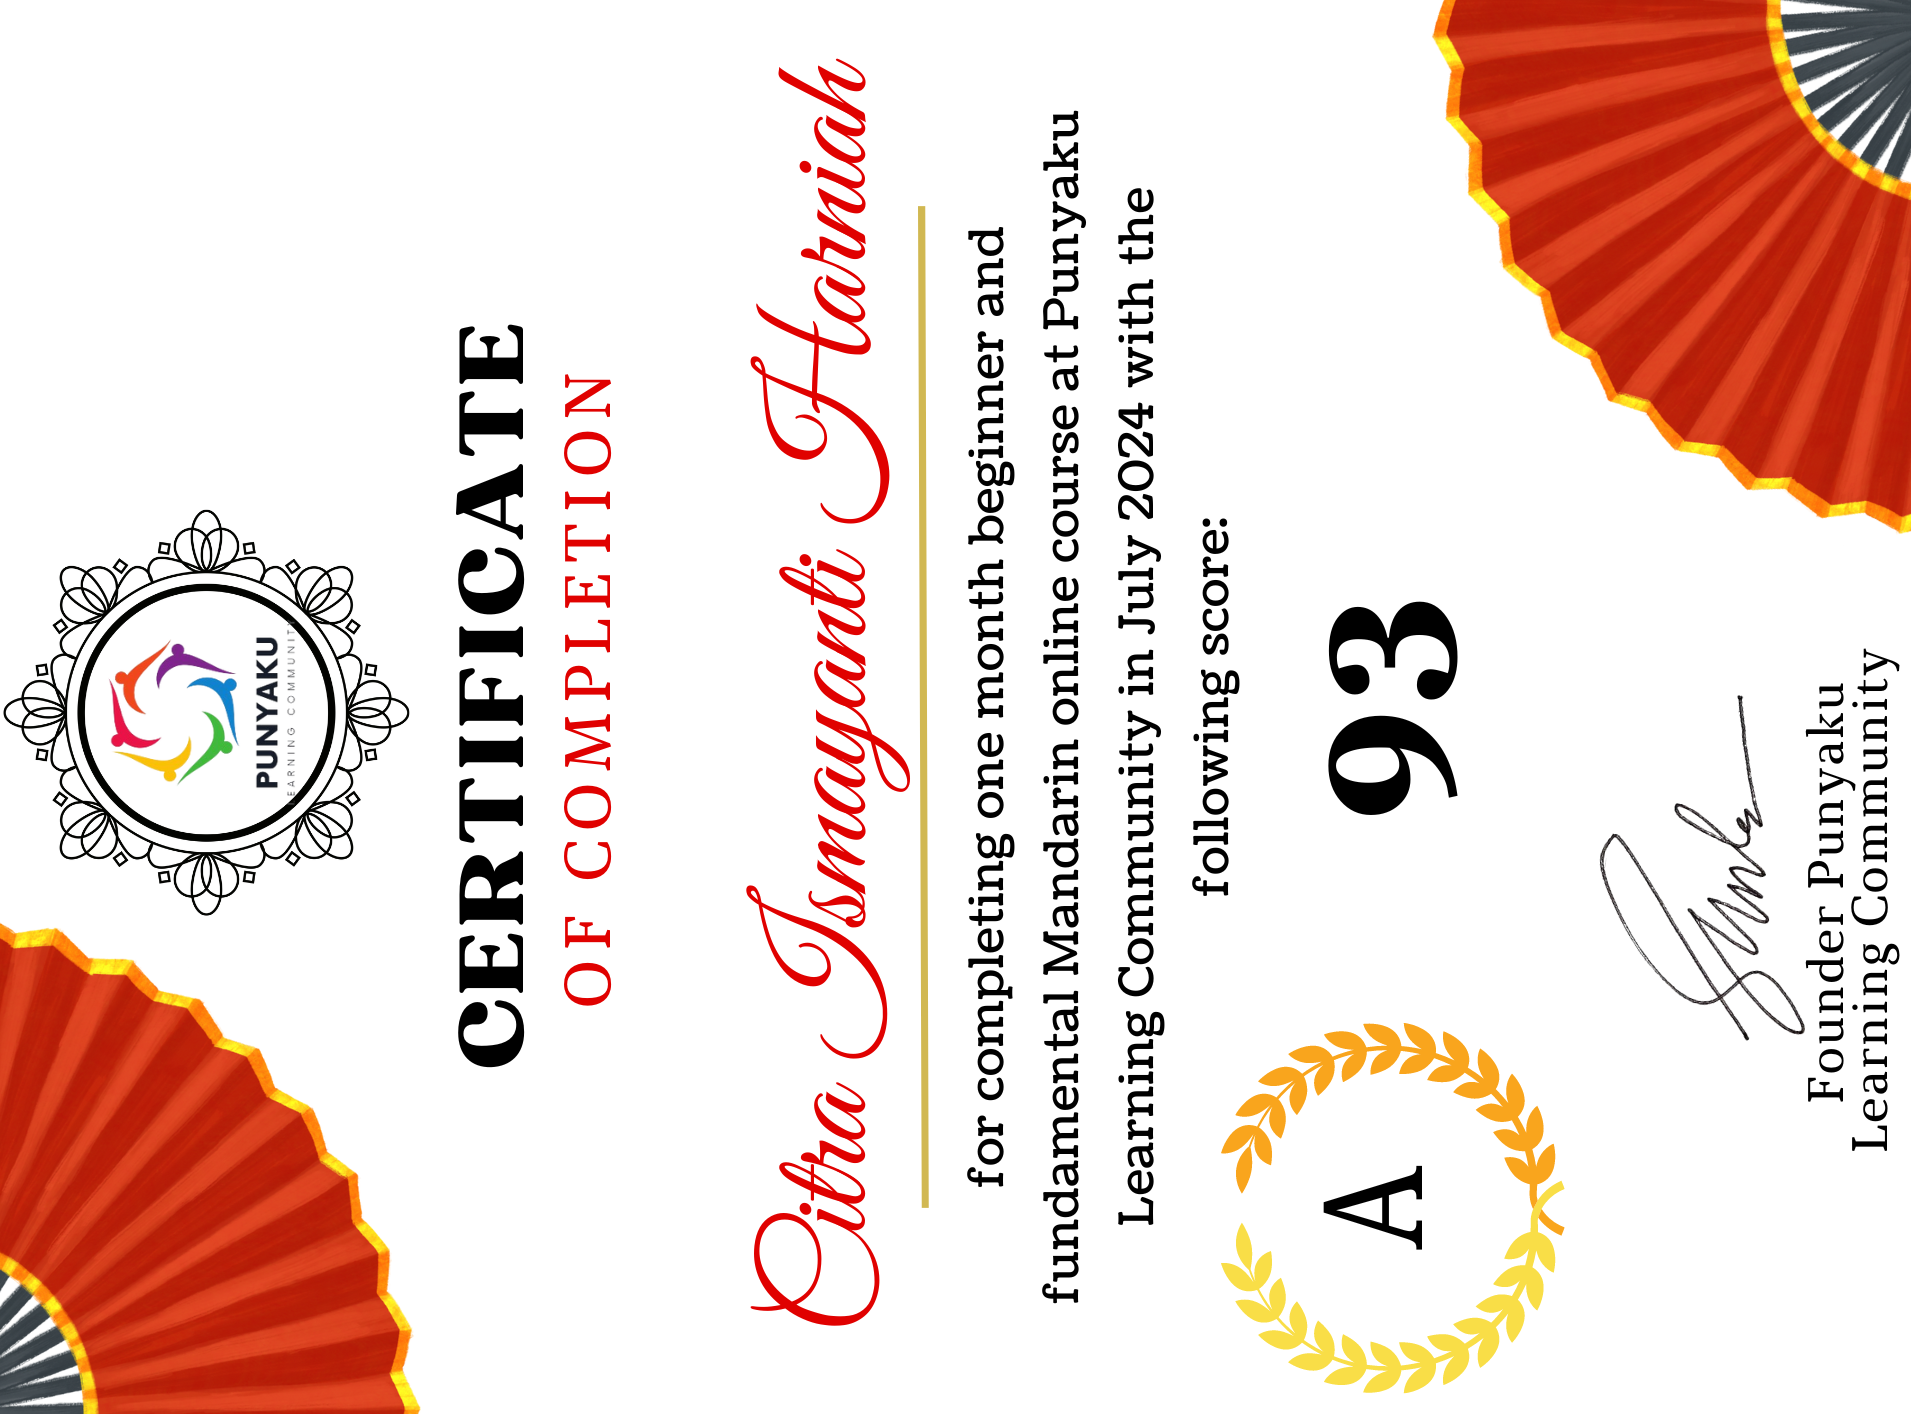 PUNYAKU
LEARNING COMMUNITY
CERTIFICATE
OF COMPLETION
Citra Ismayanti Harniah
for completing one month beginner and
fundamental Mandarin online course at Punyaku
Learning Community in July 2024 with the
following score:
A
93
Founder Punyaku
Learning Community